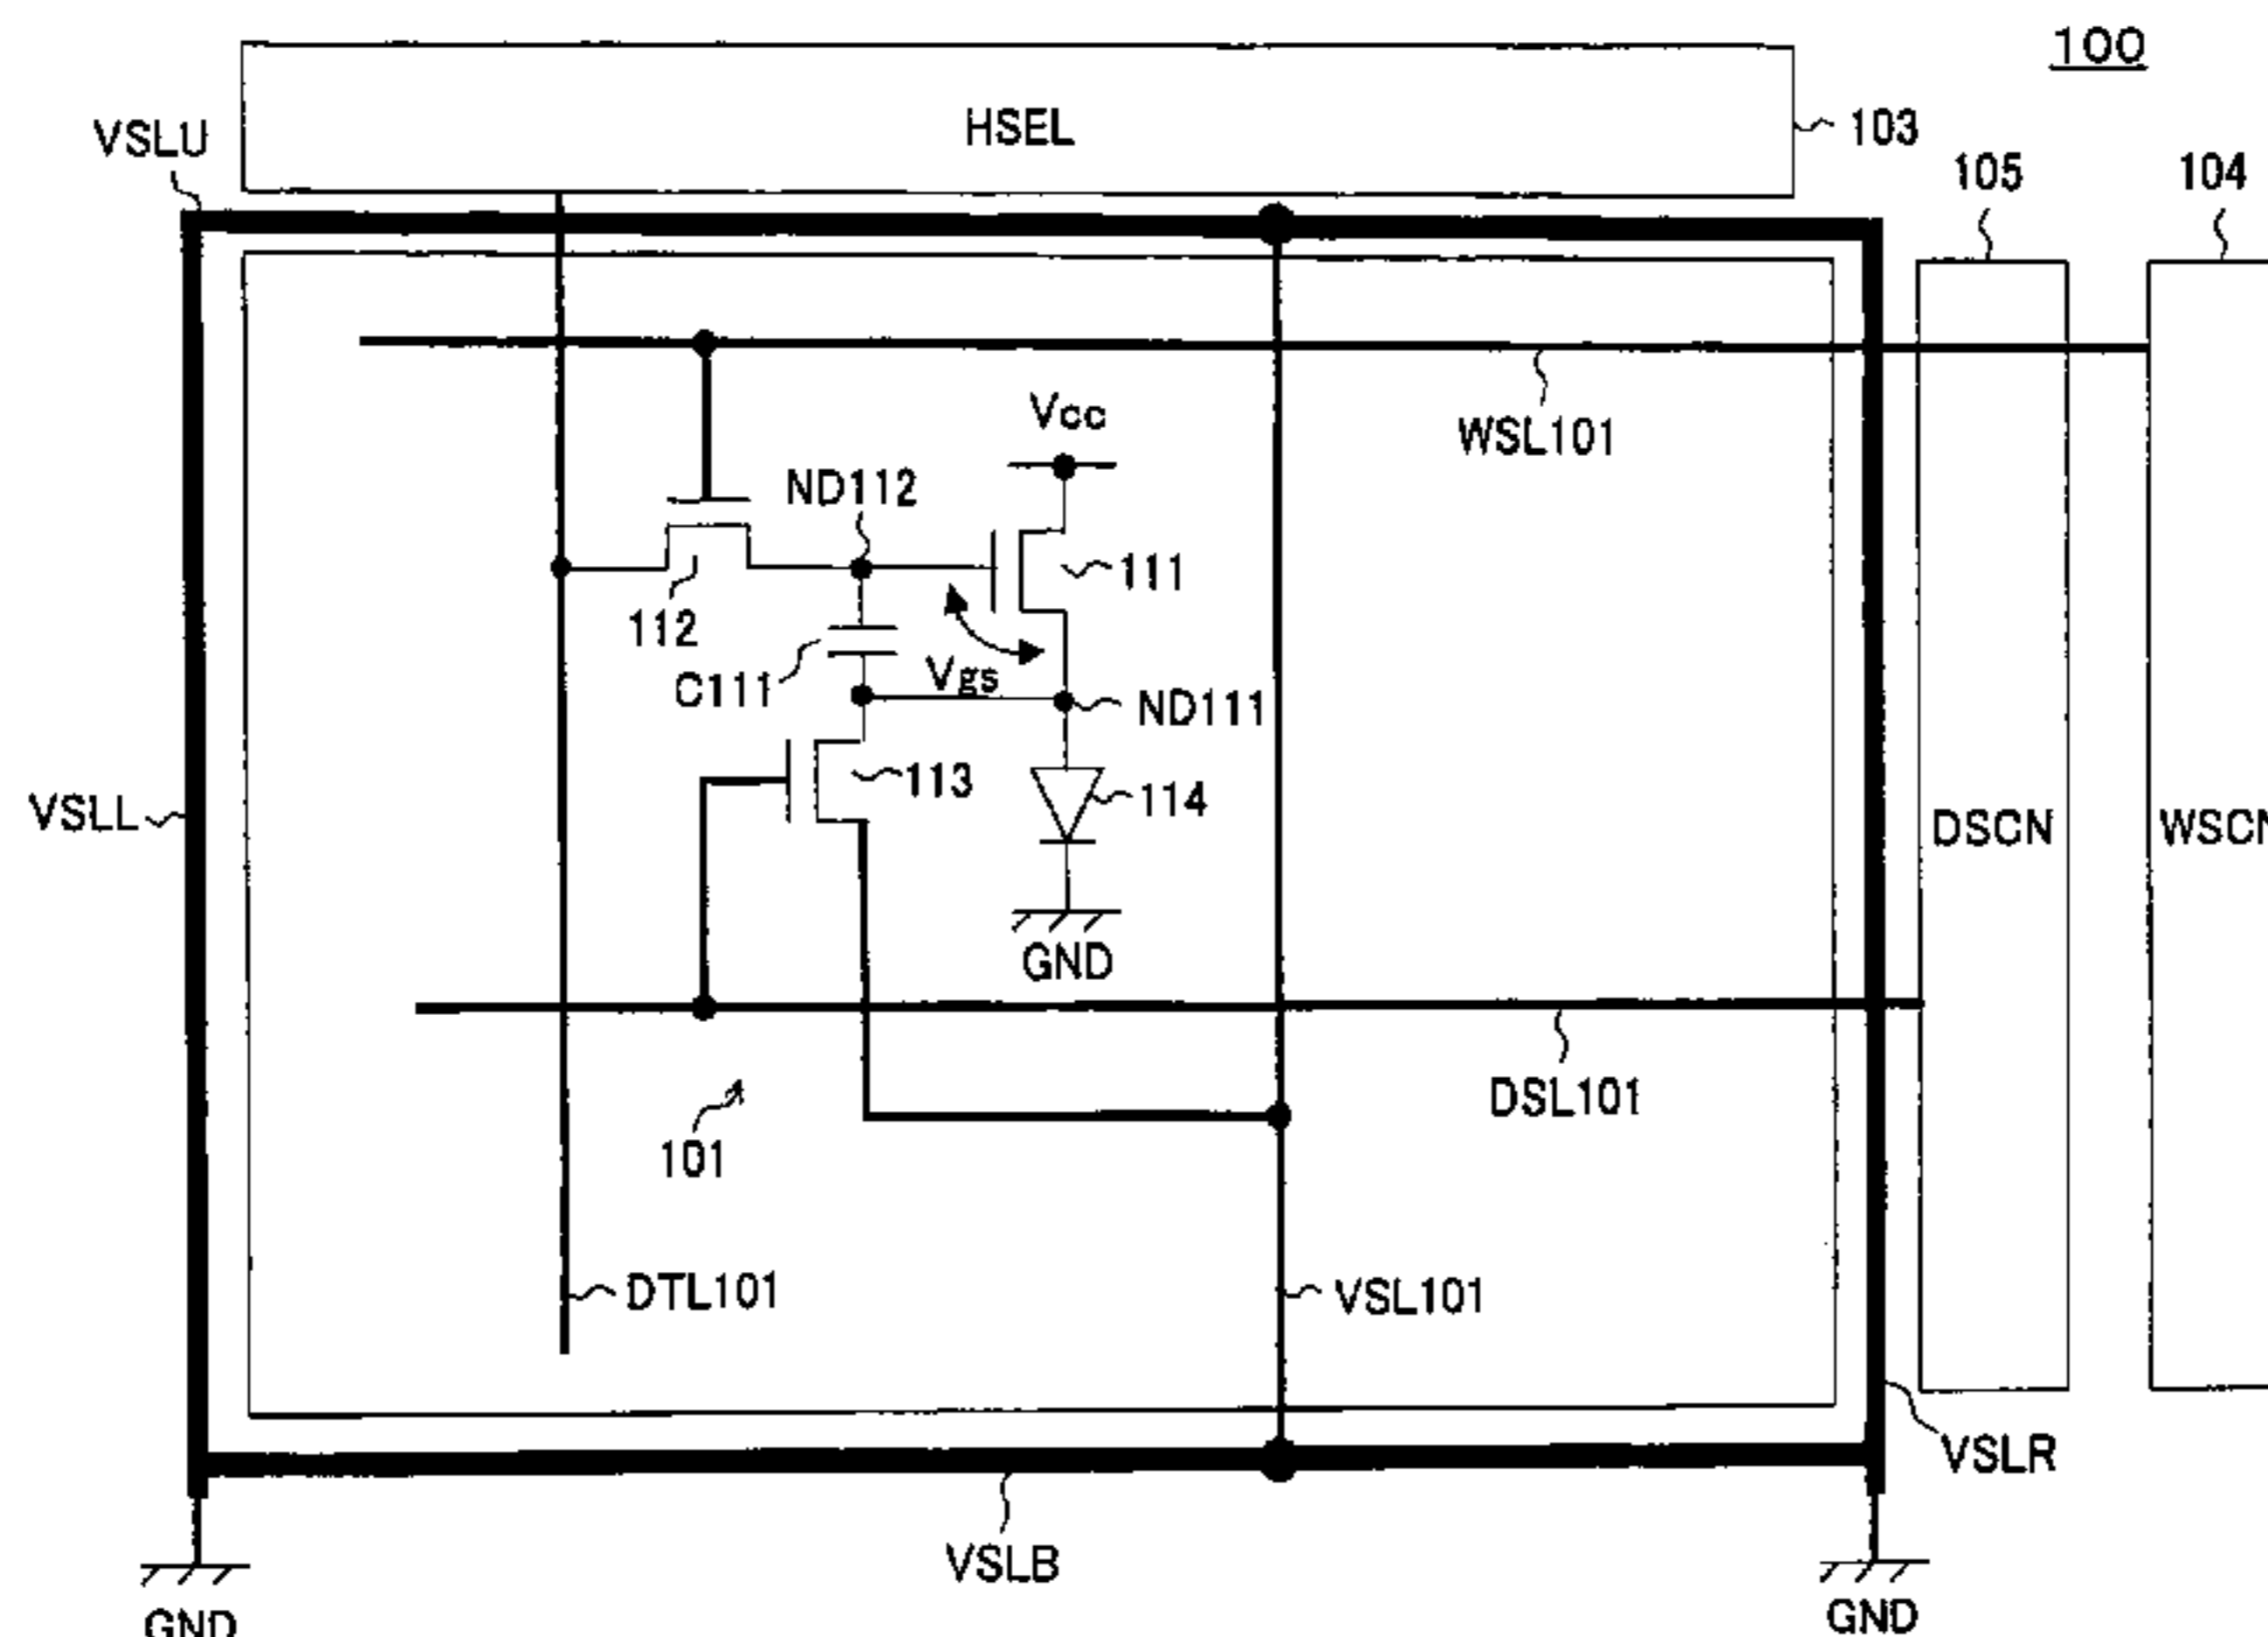 100
HSEL
103
VSLU
105
104
Vcc
WSL101
ND112
111
112
C111
Vgs
ND111
113
114
VSLL
DSCN
WSCN
GND
DSL101
101
DTL101
VSL101
VSLR
VSLB
GND
GND